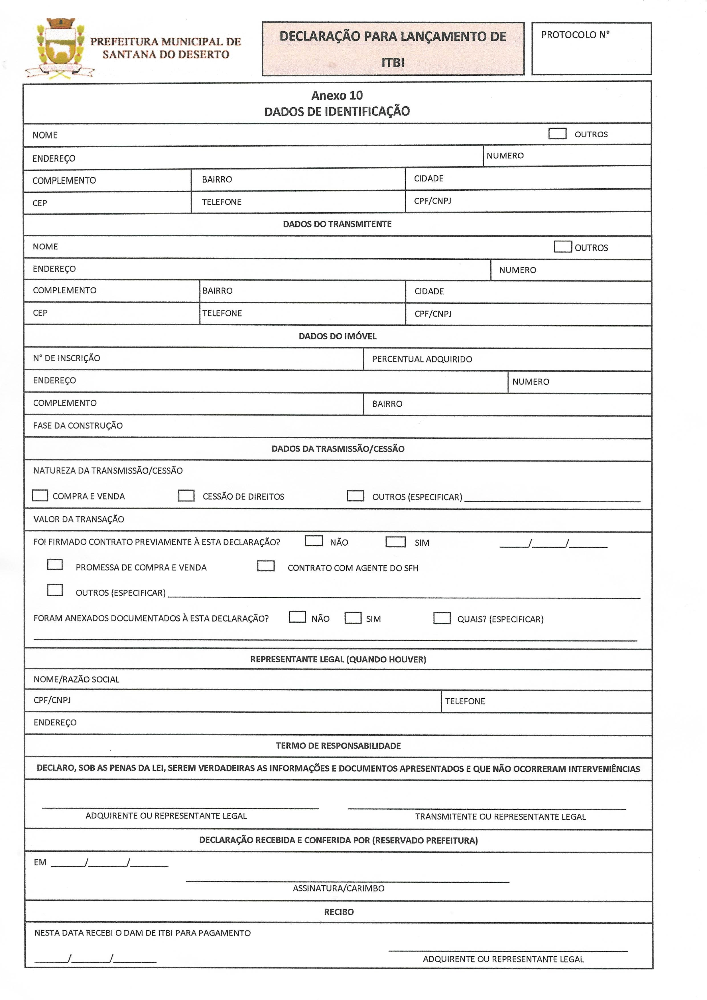 PREFEITURA MUNICIPAL DE
SANTANA DO DESERTO
DECLARAÇÃO PARA LANÇAMENTO DE
ITBI
PROTOCOLO N°
Anexo 10
DADOS DE IDENTIFICAÇÃO
NOME OUTROS
ENDEREÇO NUMERO
COMPLEMENTO BAIRRO CIDADE
CEP TELEFONE CPF/CNPJ
DADOS DO TRANSMITENTE
NOME OUTROS
ENDEREÇO NUMERO
COMPLEMENTO BAIRRO CIDADE
CEP TELEFONE CPF/CNPJ
DADOS DO IMÓVEL
N° DE INSCRIÇÃO PERCENTUAL ADQUIRIDO
ENDEREÇO NUMERO
COMPLEMENTO BAIRRO
FASE DA CONSTRUÇÃO
DADOS DA TRASMISSÃO/CESSÃO
NATUREZA DA TRANSMISSÃO/CESSÃO
COMPRA E VENDA CESSÃO DE DIREITOS OUTROS (ESPECIFICAR)
VALOR DA TRANSAÇÃO
FOI FIRMADO CONTRATO PREVIAMENTE À ESTA DECLARAÇÃO? NÃO SIM ____/____/____
PROMESSA DE COMPRA E VENDA CONTRATO COM AGENTE DO SFH
OUTROS (ESPECIFICAR)
FORAM ANEXADOS DOCUMENTADOS À ESTA DECLARAÇÃO? NÃO SIM QUAIS? (ESPECIFICAR)
REPRESENTANTE LEGAL (QUANDO HOUVER)
NOME/RAZÃO SOCIAL
CPF/CNPJ TELEFONE
ENDEREÇO
TERMO DE RESPONSABILIDADE
DECLARO, SOB AS PENAS DA LEI, SEREM VERDADEIRAS AS INFORMAÇÕES E DOCUMENTOS APRESENTADOS E QUE NÃO OCORRERAM INTERVENIÊNCIAS
ADQUIRENTE OU REPRESENTANTE LEGAL TRANSMITENTE OU REPRESENTANTE LEGAL
DECLARAÇÃO RECEBIDA E CONFERIDA POR (RESERVADO PREFEITURA)
EM ____/____/____
ASSINATURA/CARIMBO
RECIBO
NESTA DATA RECEBI O DAM DE ITBI PARA PAGAMENTO
____/____/____
ADQUIRENTE OU REPRESENTANTE LEGAL